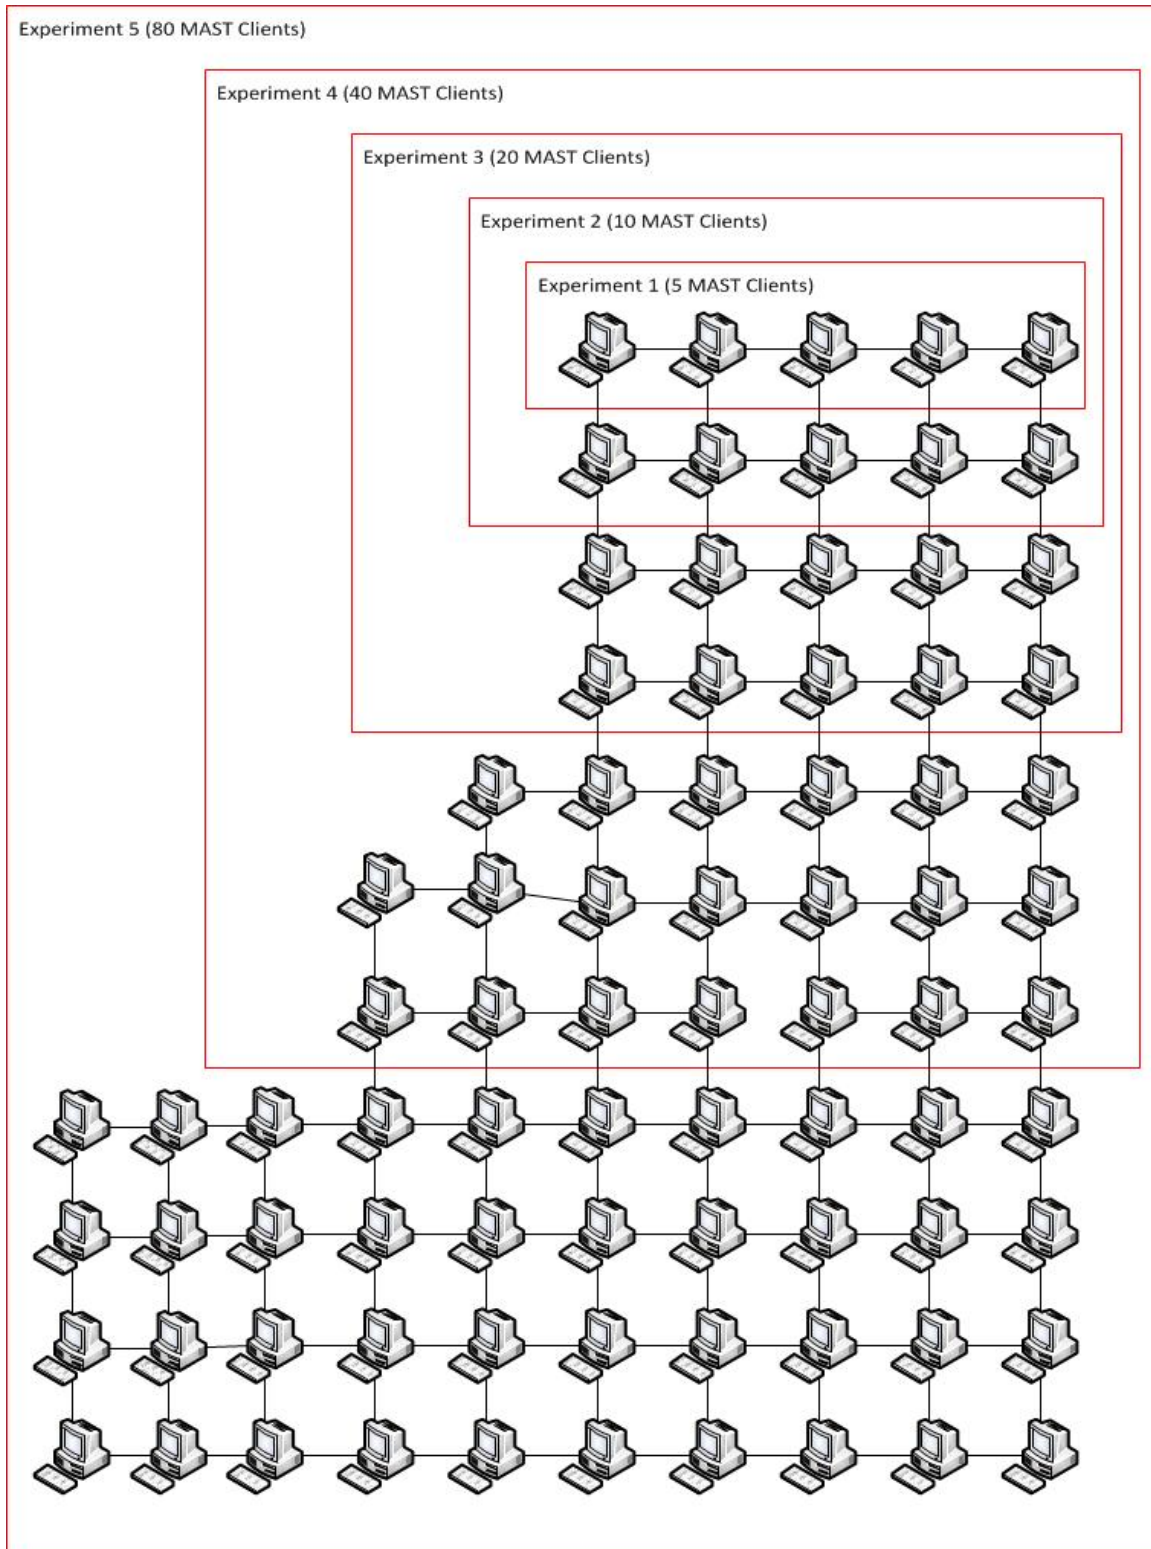 Experiment 5 (80 MAST Clients)
Experiment 4 (40 MAST Clients)
Experiment 3 (20 MAST Clients)
Experiment 2 (10 MAST Clients)
Experiment 1 (5 MAST Clients)